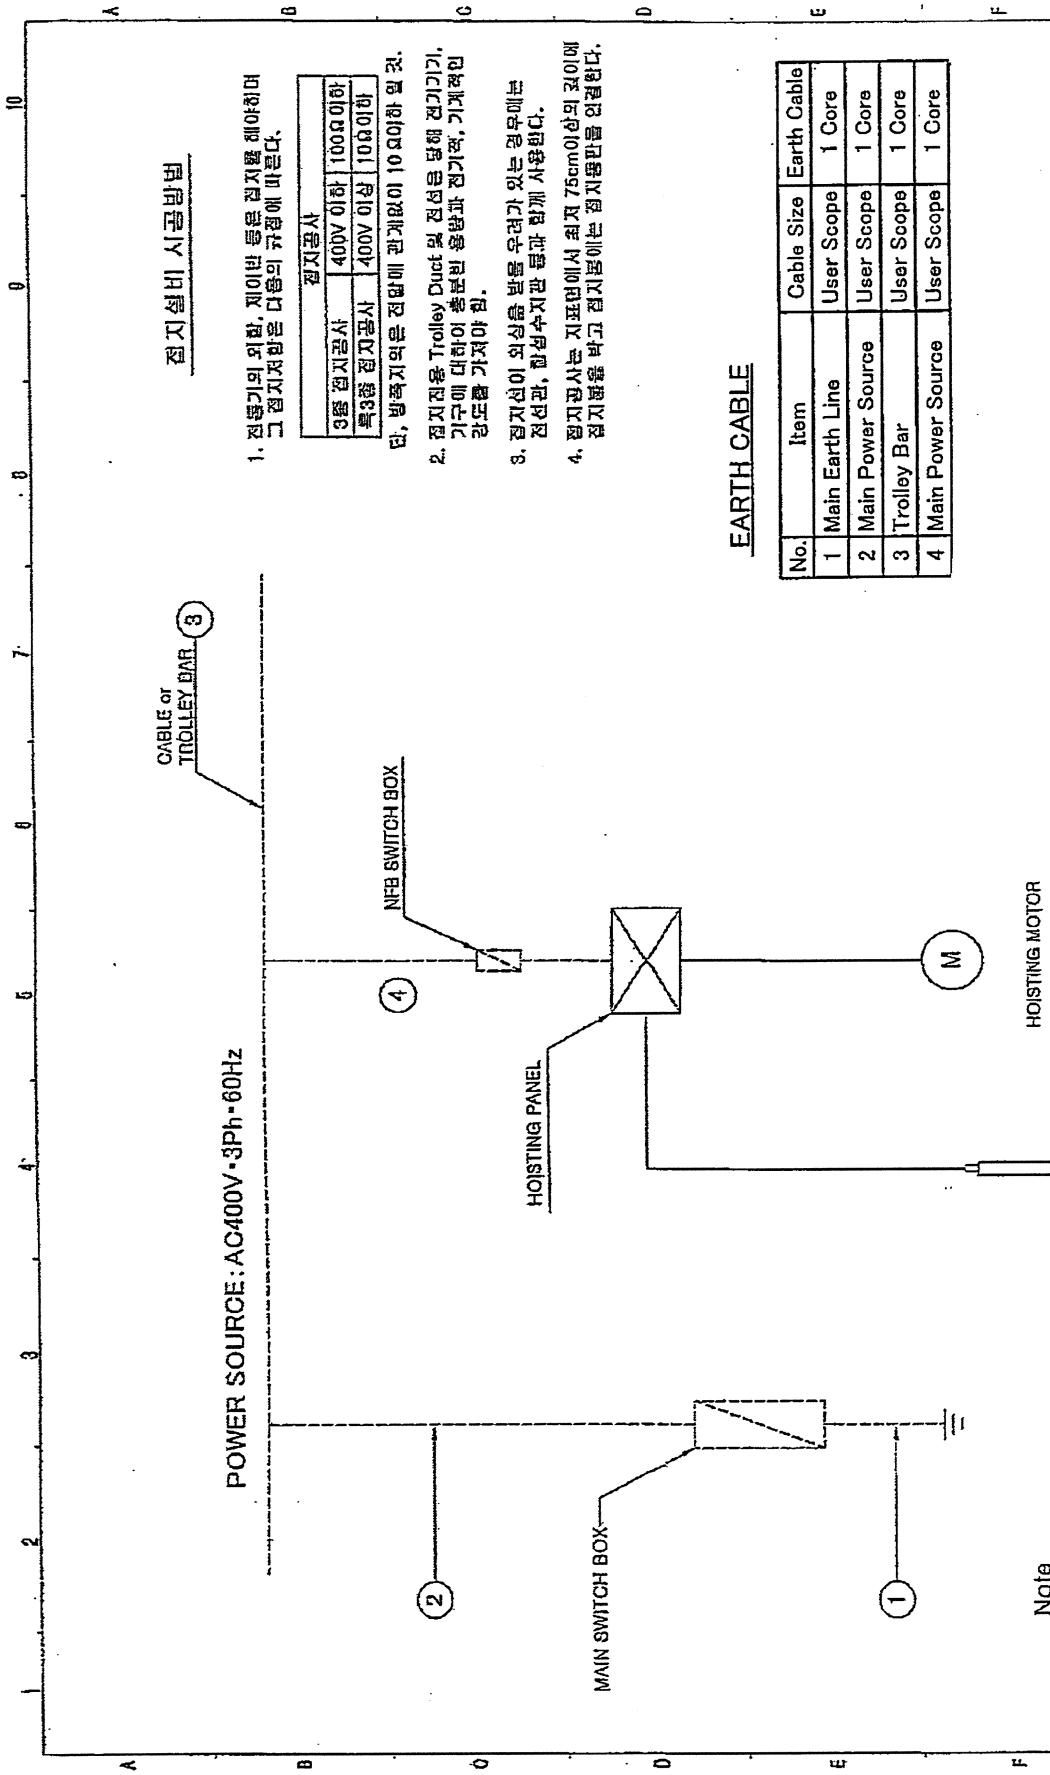 1 2 3 4 5 6 7 8 9 10
A
B
C
D
E
F
A
B
C
D
E
F
POWER SOURCE : AC400V·3Ph·60Hz
CABLE or
TROLLEY BAR
3
NFB SWITCH BOX
4
HOISTING PANEL
M
HOISTING MOTOR
2
MAIN SWITCH BOX
1
Note
접지설비 시공방법
1. 전동기의 외함, 제어반 등은 접지를 해야하며
그 접지저항은 다음의 규정에 따른다.
접지공사
3종 접지공사 400V 이하 100Ω이하
특3종 접지공사 400V 이상 10Ω이하
단, 방폭지역은 전압에 관계없이 10Ω이하 일 것.
2. 접지전용 Trolley Duct 및 전선은 당해 전기기기,
기구에 대하여 충분한 용량과 전기적, 기계적인
강도를 가져야 함.
3. 접지선이 외상을 받을 우려가 있는 경우에는
전선관, 합성수지관 등과 함께 사용한다.
4. 접지공사는 지표면에서 최저 75cm이상의 깊이에
접지봉을 박고 접지봉에는 접지동판을 연결한다.
EARTH CABLE
No. Item Cable Size Earth Cable
1 Main Earth Line User Scope 1 Core
2 Main Power Source User Scope 1 Core
3 Trolley Bar User Scope 1 Core
4 Main Power Source User Scope 1 Core